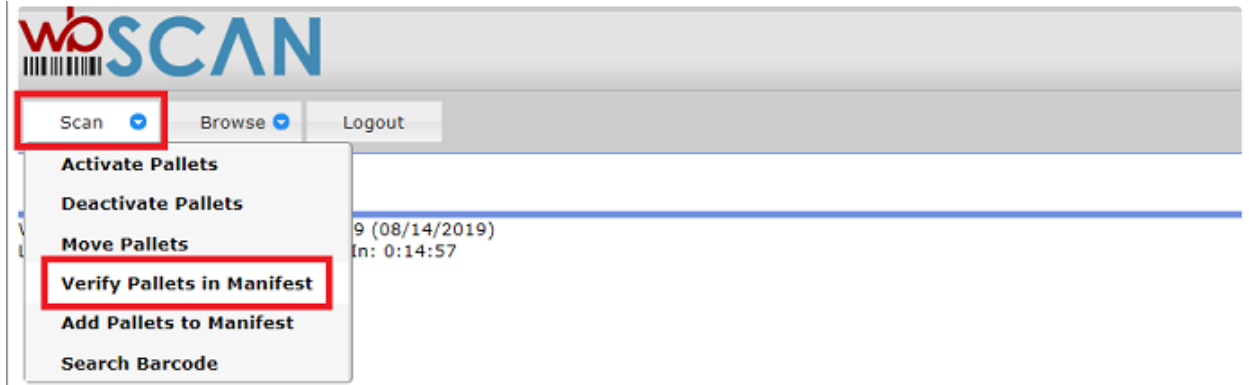 wbSCAN
Scan Browse Logout
Activate Pallets
Deactivate Pallets
9 (08/14/2019)
Move Pallets
In: 0:14:57
Verify Pallets in Manifest
Add Pallets to Manifest
Search Barcode